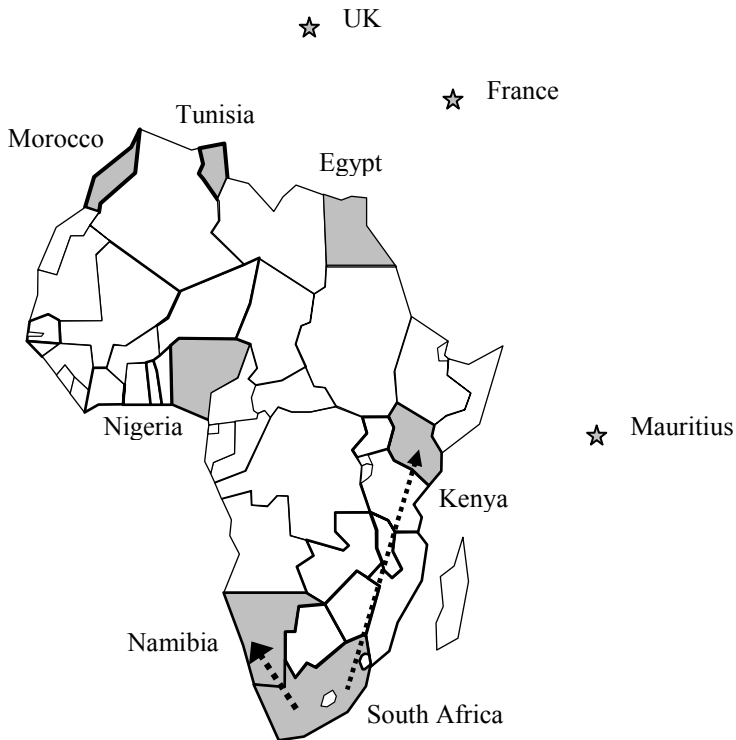 UK
France
Tunisia
Morocco
Egypt
Nigeria
Mauritius
Kenya
Namibia
South Africa